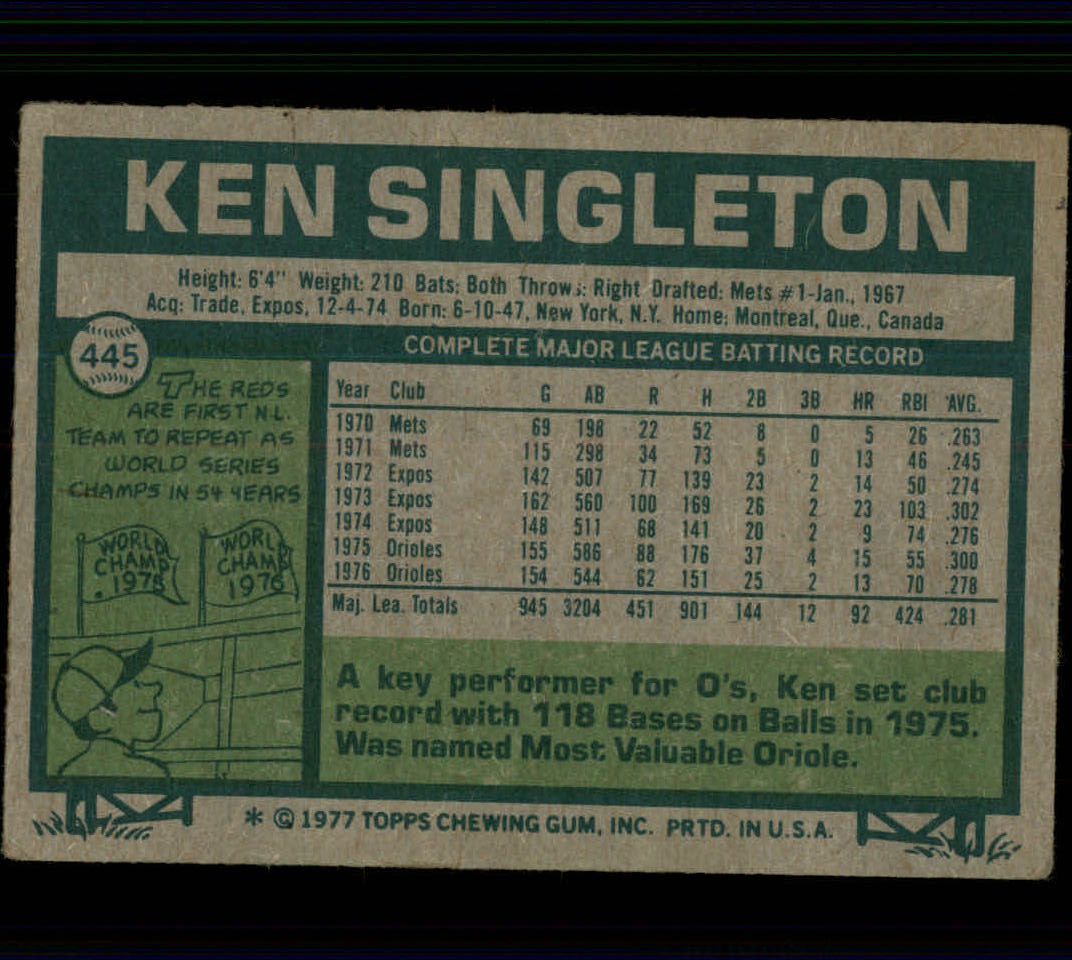 KEN SINGLETON
Height: 6'4" Weight: 210 Bats: Both Throws: Right Drafted: Mets #1-Jan., 1967
Acq: Trade, Expos, 12-4-74 Born: 6-10-47, New York, N.Y. Home: Montreal, Que., Canada
445
THE REDS
ARE FIRST N.L.
TEAM TO REPEAT AS
WORLD SERIES
CHAMPS IN 54 YEARS
WORLD
CHAMP
1975
WORLD
CHAMP
1976
COMPLETE MAJOR LEAGUE BATTING RECORD
Year Club G AB R H 2B 3B HR RBI AVG.
1970 Mets 69 198 22 52 8 0 5 26 .263
1971 Mets 115 298 34 73 5 0 13 46 .245
1972 Expos 142 507 77 139 23 2 14 50 .274
1973 Expos 162 560 100 169 26 2 23 103 .302
1974 Expos 148 511 68 141 20 2 9 74 .276
1975 Orioles 155 586 88 176 37 4 15 55 .300
1976 Orioles 154 544 62 151 25 2 13 70 .278
Maj. Lea. Totals 945 3204 451 901 144 12 92 424 .281
A key performer for O's, Ken set club
record with 118 Bases on Balls in 1975.
Was named Most Valuable Oriole.
* © 1977 TOPPS CHEWING GUM, INC. PRTD. IN U.S.A.